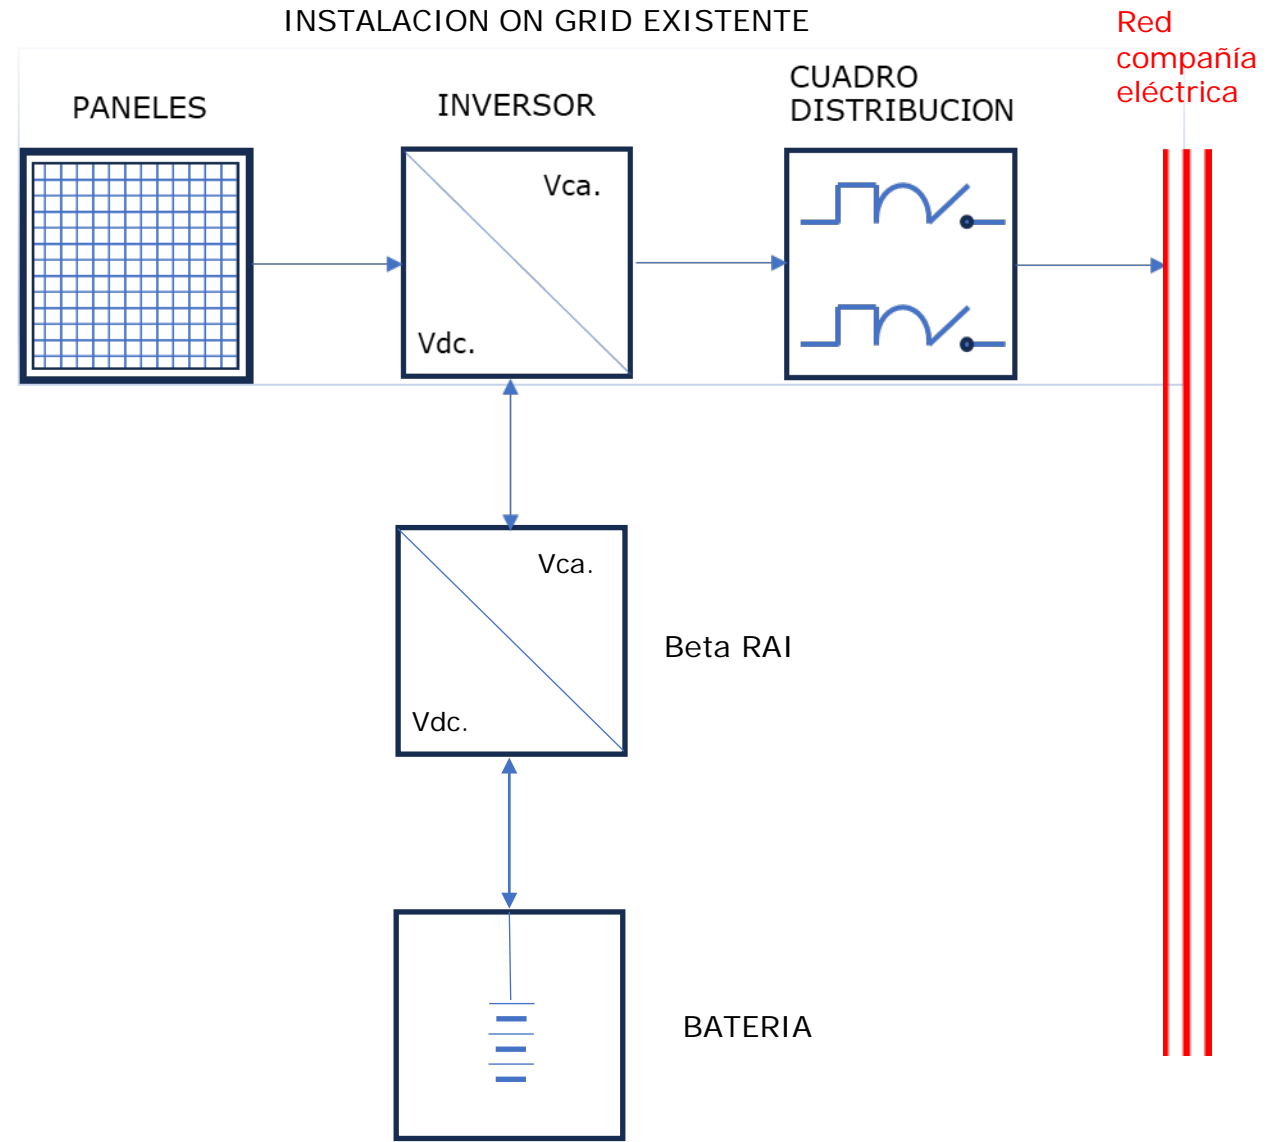 INSTALACION ON GRID EXISTENTE
Red
compañía
eléctrica
PANELES
INVERSOR
CUADRO
DISTRIBUCION
Vca.
Vdc.
Vca.
Beta RAI
Vdc.
BATERIA